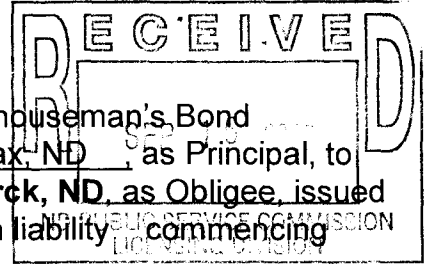 RECEIVED
houseman's Bond
ax, ND , as Principal, to
ck, ND, as Obligee, issued
liability commencing
ND PUBLIC SERVICE COMMISSION
LICENSING DIVISION